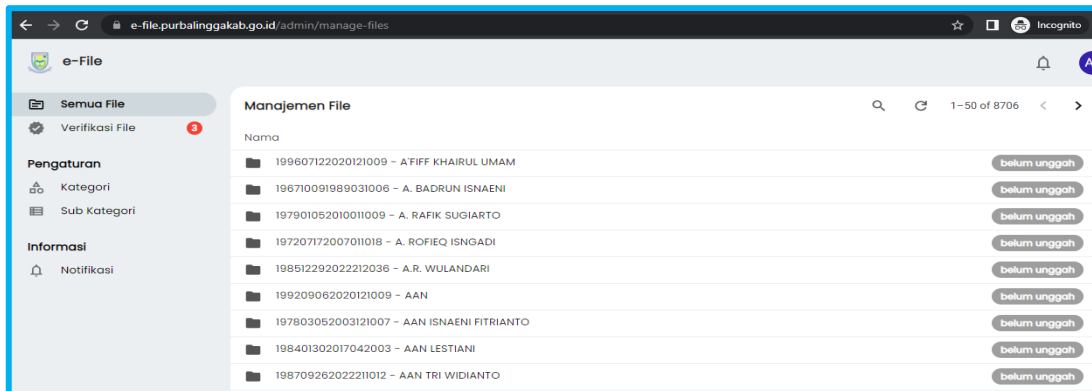 e-file.purbalinggakab.go.id/admin/manage-files
Incognito
e-File
A
Semua File
Verifikasi File 3
Pengaturan
Kategori
Sub Kategori
Informasi
Notifikasi
Manajemen File
1-50 of 8706
Nama
199607122020121009 - A'FIFF KHAIRUL UMAM belum unggah
196710091989031006 - A. BADRUN ISNAENI belum unggah
197901052010011009 - A. RAFIK SUGIARTO belum unggah
197207172007011018 - A. ROFIEQ ISNGADI belum unggah
198512292022212036 - A.R. WULANDARI belum unggah
199209062020121009 - AAN belum unggah
197803052003121007 - AAN ISNAENI FITRIANTO belum unggah
198401302017042003 - AAN LESTIANI belum unggah
198709262022211012 - AAN TRI WIDIANTO belum unggah